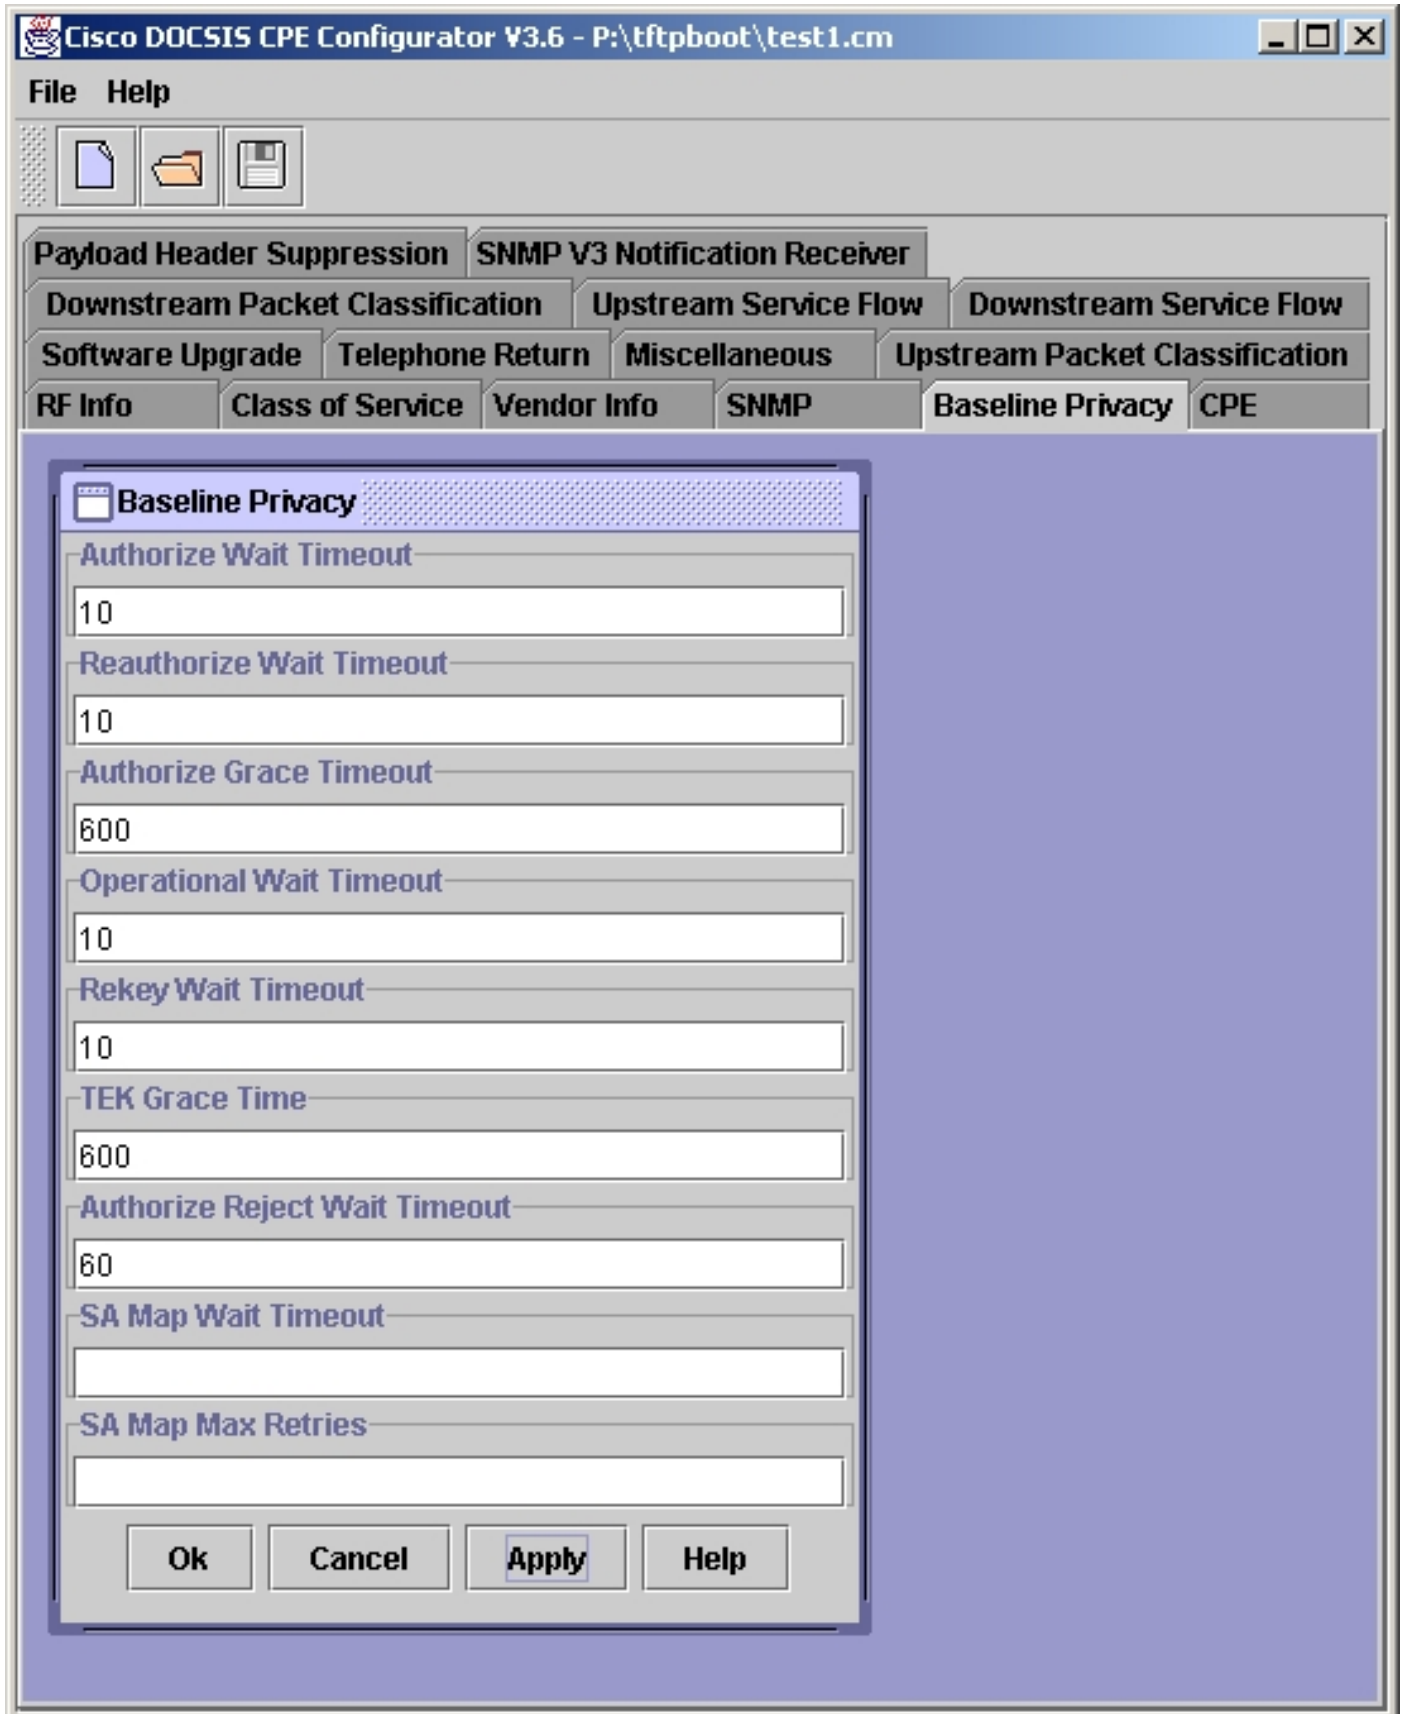 Cisco DOCSIS CPE Configurator V3.6 - P:\tftpboot\test1.cm
File Help
Payload Header Suppression SNMP V3 Notification Receiver
Downstream Packet Classification Upstream Service Flow Downstream Service Flow
Software Upgrade Telephone Return Miscellaneous Upstream Packet Classification
RF Info Class of Service Vendor Info SNMP Baseline Privacy CPE
Baseline Privacy
Authorize Wait Timeout
10
Reauthorize Wait Timeout
10
Authorize Grace Timeout
600
Operational Wait Timeout
10
Rekey Wait Timeout
10
TEK Grace Time
600
Authorize Reject Wait Timeout
60
SA Map Wait Timeout
SA Map Max Retries
Ok Cancel Apply Help